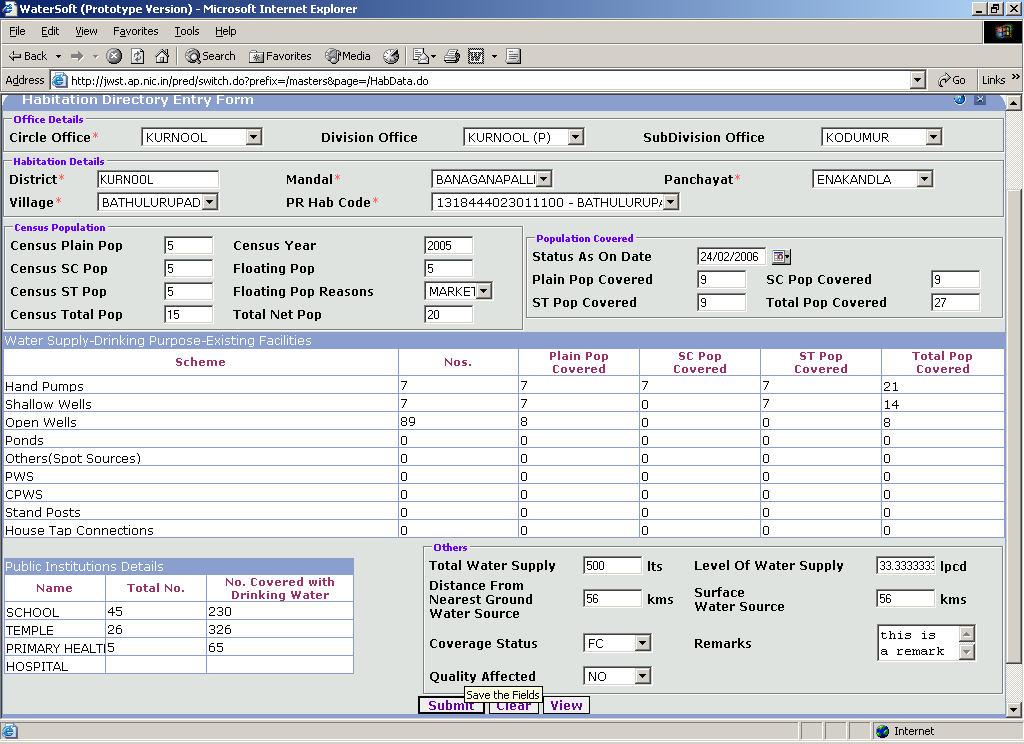 WaterSoft (Prototype Version) - Microsoft Internet Explorer
File Edit View Favorites Tools Help
Back Search Favorites Media
Address http://jwst.ap.nic.in/pred/switch.do?prefix=/masters&page=/HabData.do Go Links »
Habitation Directory Entry Form
Office Details
Circle Office* KURNOOL Division Office KURNOOL (P) SubDivision Office KODUMUR
Habitation Details
District* KURNOOL Mandal* BANAGANAPALLI Panchayat* ENAKANDLA
Village* BATHULURUPAD PR Hab Code* 1318444023011100 - BATHULURUPA
Census Population
Census Plain Pop 5 Census Year 2005
Census SC Pop 5 Floating Pop 5
Census ST Pop 5 Floating Pop Reasons MARKET
Census Total Pop 15 Total Net Pop 20
Population Covered
Status As On Date 24/02/2006
Plain Pop Covered 9 SC Pop Covered 9
ST Pop Covered 9 Total Pop Covered 27
Water Supply-Drinking Purpose-Existing Facilities
Scheme Nos. Plain Pop Covered SC Pop Covered ST Pop Covered Total Pop Covered
Hand Pumps 7 7 7 7 21
Shallow Wells 7 7 0 7 14
Open Wells 89 8 0 0 8
Ponds 0 0 0 0 0
Others(Spot Sources) 0 0 0 0 0
PWS 0 0 0 0 0
CPWS 0 0 0 0 0
Stand Posts 0 0 0 0 0
House Tap Connections 0 0 0 0 0
Public Institutions Details
Name Total No. No. Covered with Drinking Water
SCHOOL 45 230
TEMPLE 26 326
PRIMARY HEALTI 5 65
HOSPITAL
Others
Total Water Supply 500 lts Level Of Water Supply 33.3333333 lpcd
Distance From Nearest Ground Water Source 56 kms Surface Water Source 56 kms
Coverage Status FC Remarks this is a remark
Quality Affected NO
Save the Fields
Submit Clear View
Internet